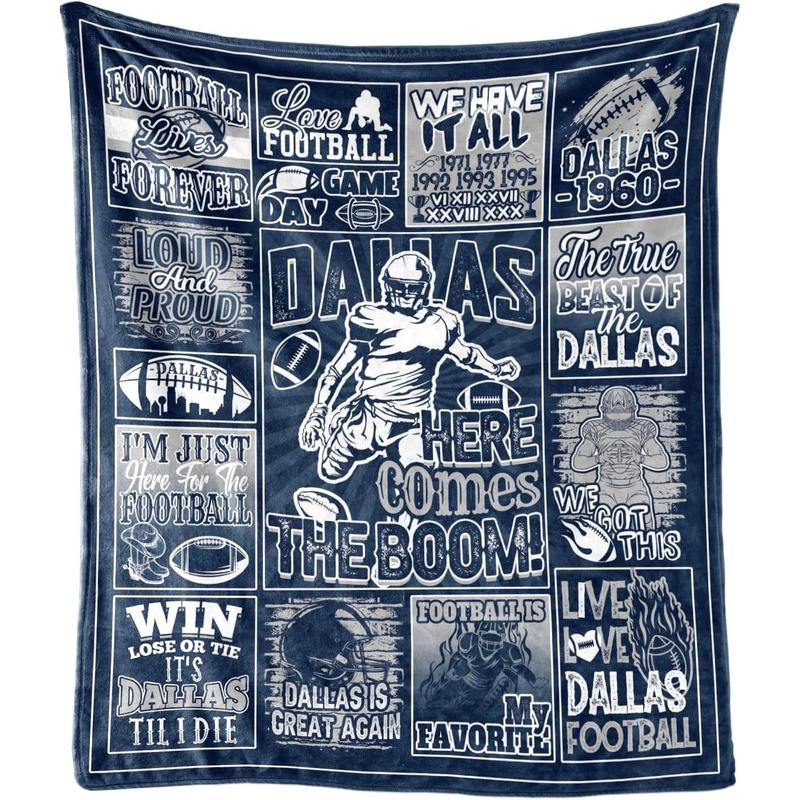 FOOTBALL
Lives
FOREVER
Love
FOOTBALL
GAME
DAY
WE HAVE
IT ALL
1971 1977
1992 1993 1995
VI XII XXVII
XXVIII XXX
DALLAS
-1960-
LOUD
And
PROUD
DALLAS
HERE
Comes
THE BOOM!
The true
BEAST OF
the
DALLAS
DALLAS
I'M JUST
Here For The
FOOTBALL
WE
GOT
THIS
WIN
LOSE OR TIE
IT'S
DALLAS
TIL I DIE
DALLAS IS
GREAT AGAIN
FOOTBALL IS
My
FAVORITE
LIVE
LOVE
DALLAS
FOOTBALL